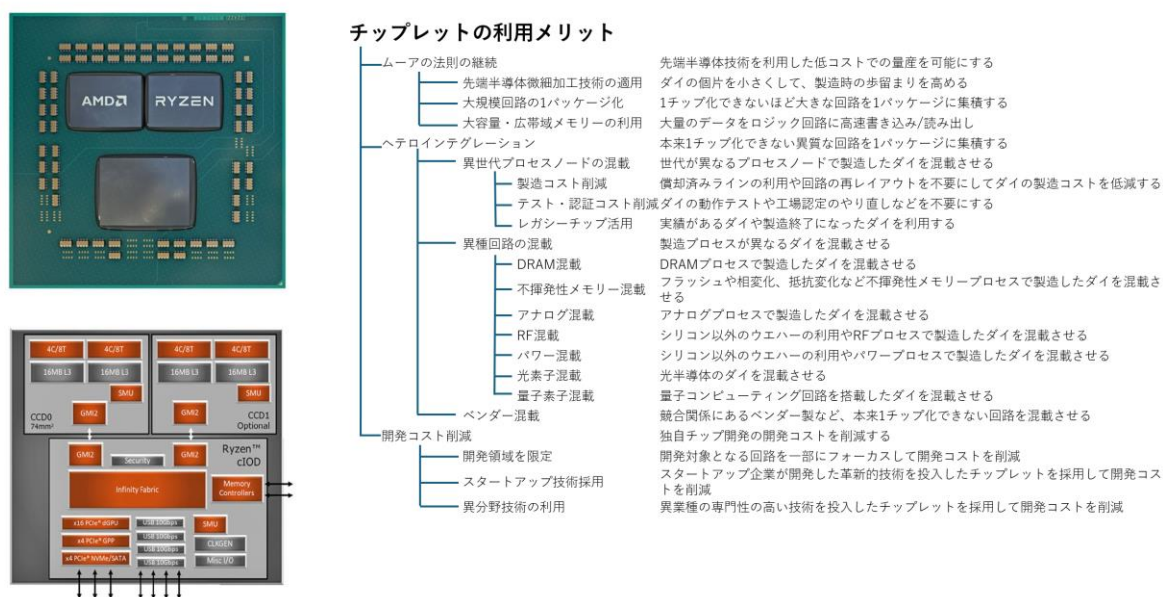 AMD RYZEN
4C/8T 4C/8T 4C/8T 4C/8T
16MB L3 16MB L3 16MB L3 16MB L3
SMU SMU
CCD0 GMI2 GMI2 CCD1
74mm² Optional
GMI2 Security GMI2 Ryzen™
cIOD
Infinity Fabric Memory
Controllers
x16 PCIe® dGPU USB 10Gbps SMU
x4 PCIe® GPP USB 10Gbps CLKGEN
USB 10Gbps
x4 PCIe® NVMe/SATA USB 10Gbps Misc I/O
チップレットの利用メリット
ムーアの法則の継続 先端半導体技術を利用した低コストでの量産を可能にする
先端半導体微細加工技術の適用 ダイの個片を小さくして、製造時の歩留まりを高める
大規模回路の1パッケージ化 1チップ化できないほど大きな回路を1パッケージに集積する
大容量・広帯域メモリーの利用 大量のデータをロジック回路に高速書き込み/読み出し
ヘテロインテグレーション 本来1チップ化できない異質な回路を1パッケージに集積する
異世代プロセスノードの混載 世代が異なるプロセスノードで製造したダイを混載させる
製造コスト削減 償却済みラインの利用や回路の再レイアウトを不要にしてダイの製造コストを低減する
テスト・認証コスト削減 ダイの動作テストや工場認定のやり直しなどを不要にする
レガシーチップ活用 実績があるダイや製造終了になったダイを利用する
異種回路の混載 製造プロセスが異なるダイを混載させる
DRAM混載 DRAMプロセスで製造したダイを混載させる
不揮発性メモリー混載 フラッシュや相変化、抵抗変化など不揮発性メモリープロセスで製造したダイを混載さ
せる
アナログ混載 アナログプロセスで製造したダイを混載させる
RF混載 シリコン以外のウエハーの利用やRFプロセスで製造したダイを混載させる
パワー混載 シリコン以外のウエハーの利用やパワープロセスで製造したダイを混載させる
光素子混載 光半導体のダイを混載させる
量子素子混載 量子コンピューティング回路を搭載したダイを混載させる
ベンダー混載 競合関係にあるベンダー製など、本来1チップ化できない回路を混載させる
開発コスト削減 独自チップ開発の開発コストを削減する
開発領域を限定 開発対象となる回路を一部にフォーカスして開発コストを削減
スタートアップ技術採用 スタートアップ企業が開発した革新的技術を投入したチップレットを採用して開発コス
トを削減
異分野技術の利用 異業種の専門性の高い技術を投入したチップレットを採用して開発コストを削減